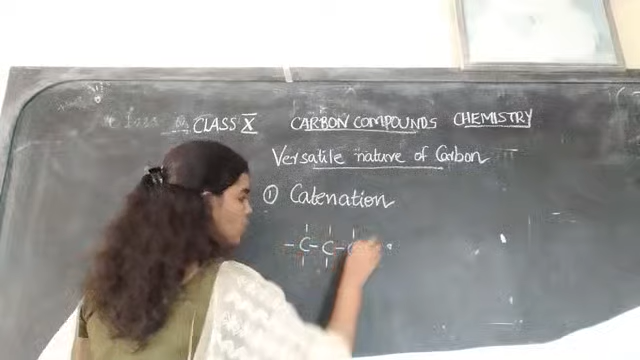 CLASS X CARBON COMPOUNDS CHEMISTRY
Versatile nature of Carbon
① Catenation
- C - C - C